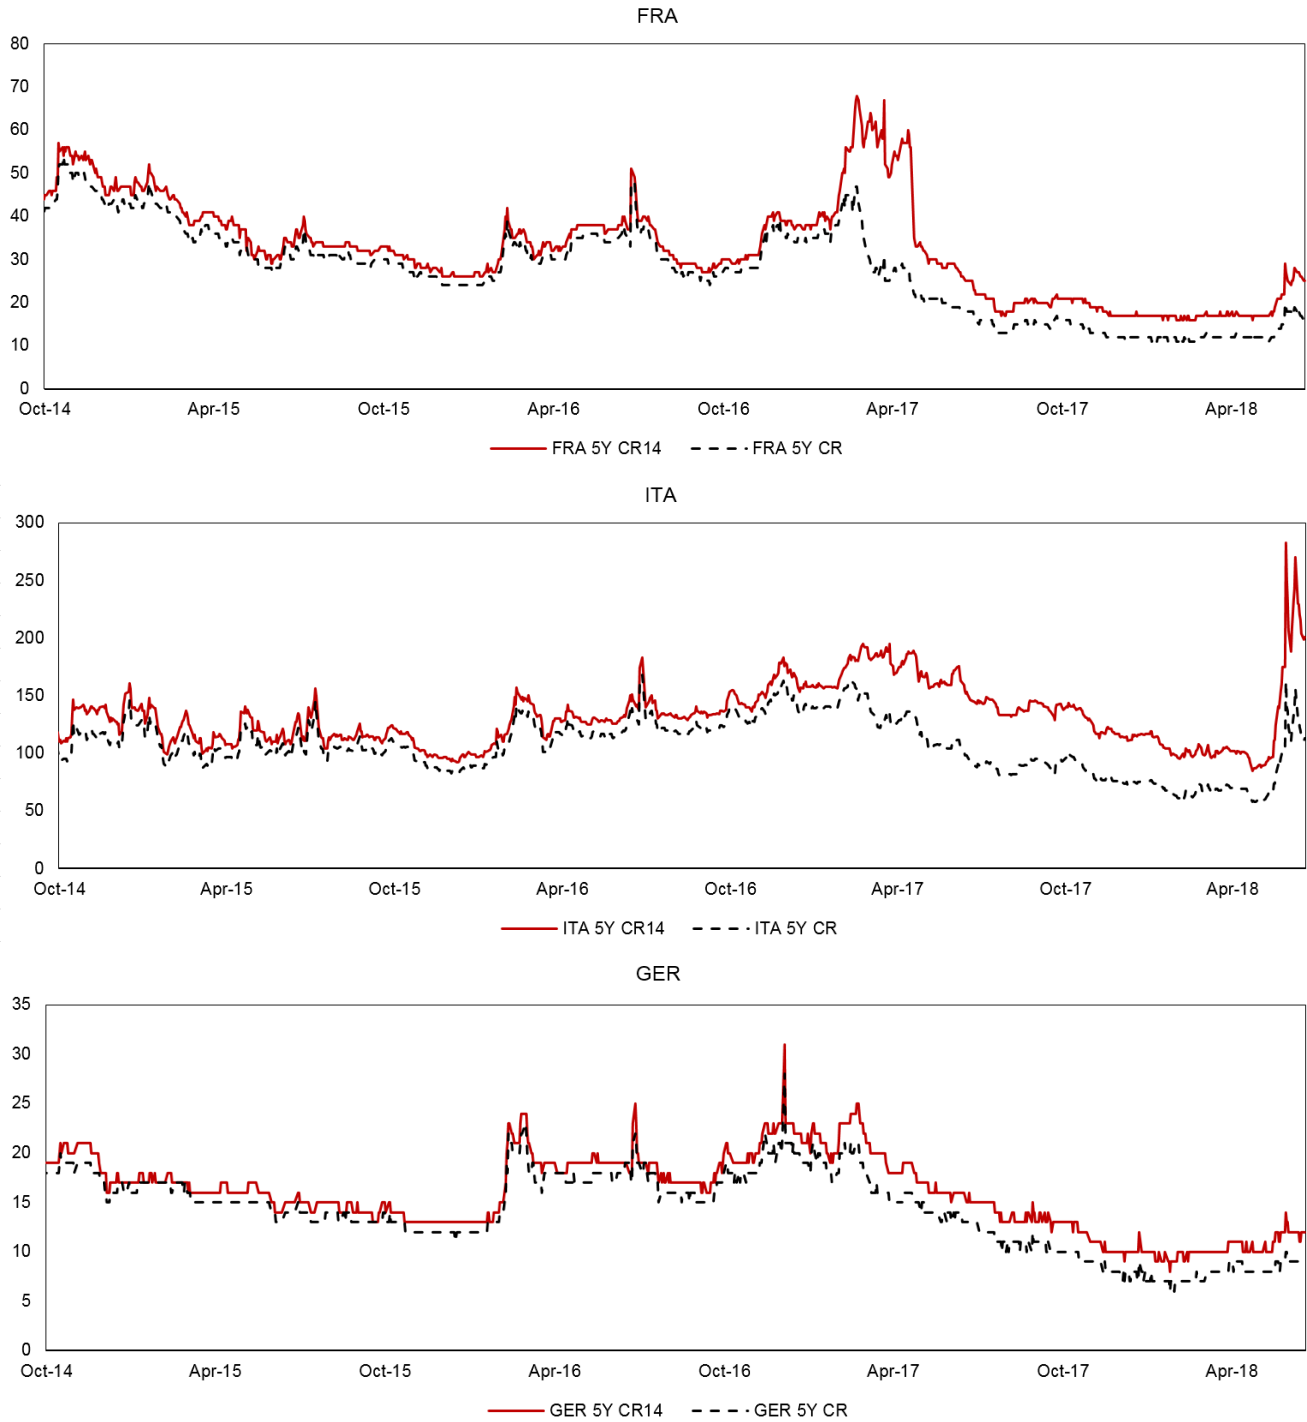 FRA
80
70
60
50
40
30
20
10
0
Oct-14 Apr-15 Oct-15 Apr-16 Oct-16 Apr-17 Oct-17 Apr-18
FRA 5Y CR14 FRA 5Y CR
ITA
300
250
200
150
100
50
0
Oct-14 Apr-15 Oct-15 Apr-16 Oct-16 Apr-17 Oct-17 Apr-18
ITA 5Y CR14 ITA 5Y CR
GER
35
30
25
20
15
10
5
0
Oct-14 Apr-15 Oct-15 Apr-16 Oct-16 Apr-17 Oct-17 Apr-18
GER 5Y CR14 GER 5Y CR